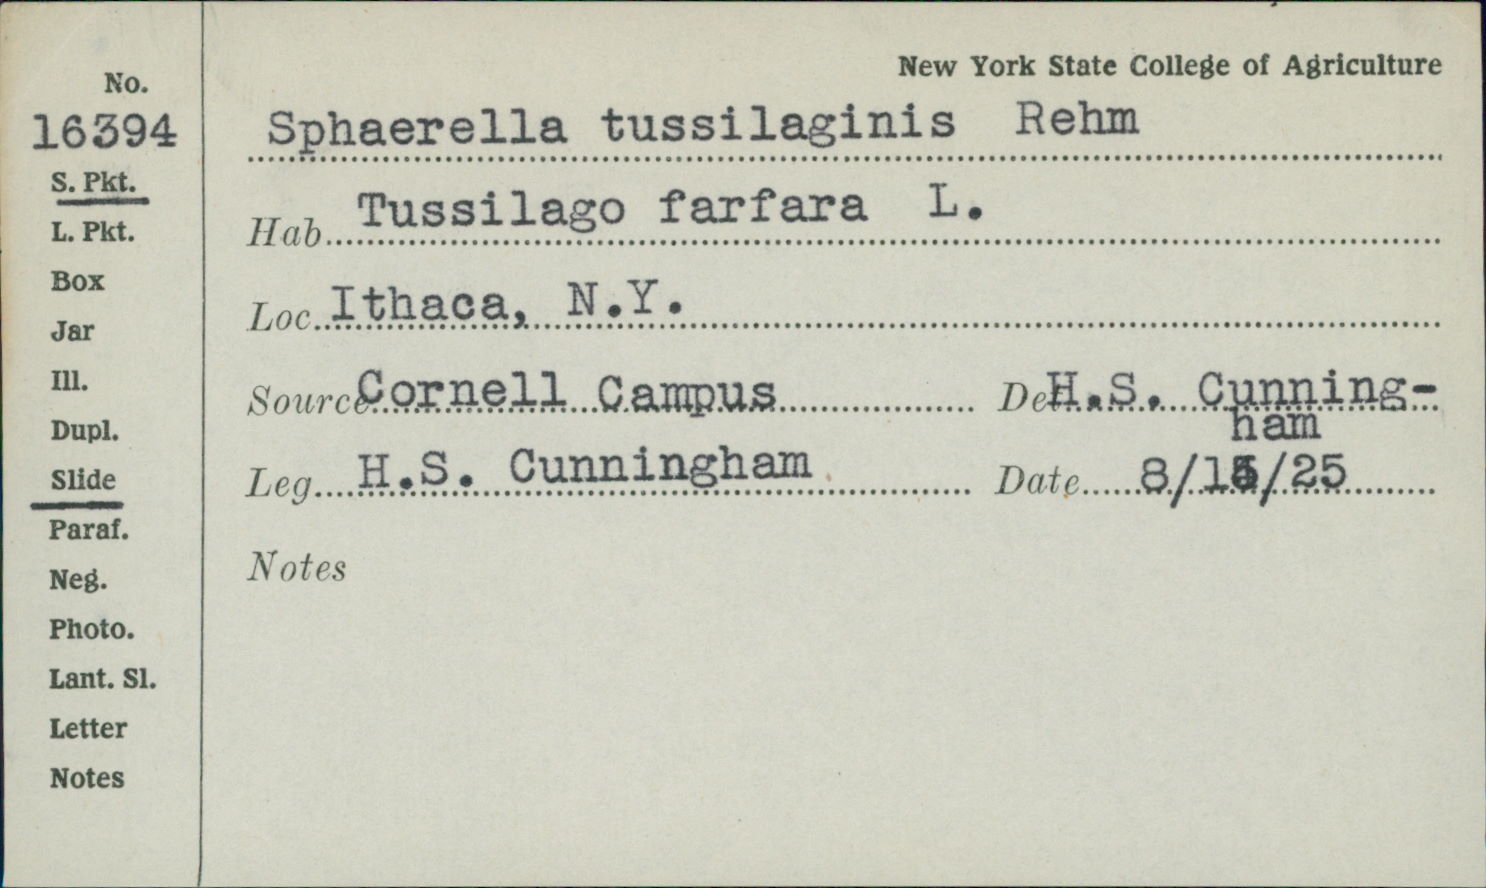 New York State College of Agriculture
No.
16394
S. Pkt.
L. Pkt.
Box
Jar
Ill.
Dupl.
Slide
Paraf.
Neg.
Photo.
Lant. Sl.
Letter
Notes
Sphaerella tussilaginis Rehm
Hab Tussilago farfara L.
Loc Ithaca, N.Y.
Source Cornell Campus Det H.S. Cunning-
ham
Leg H.S. Cunningham Date
Notes